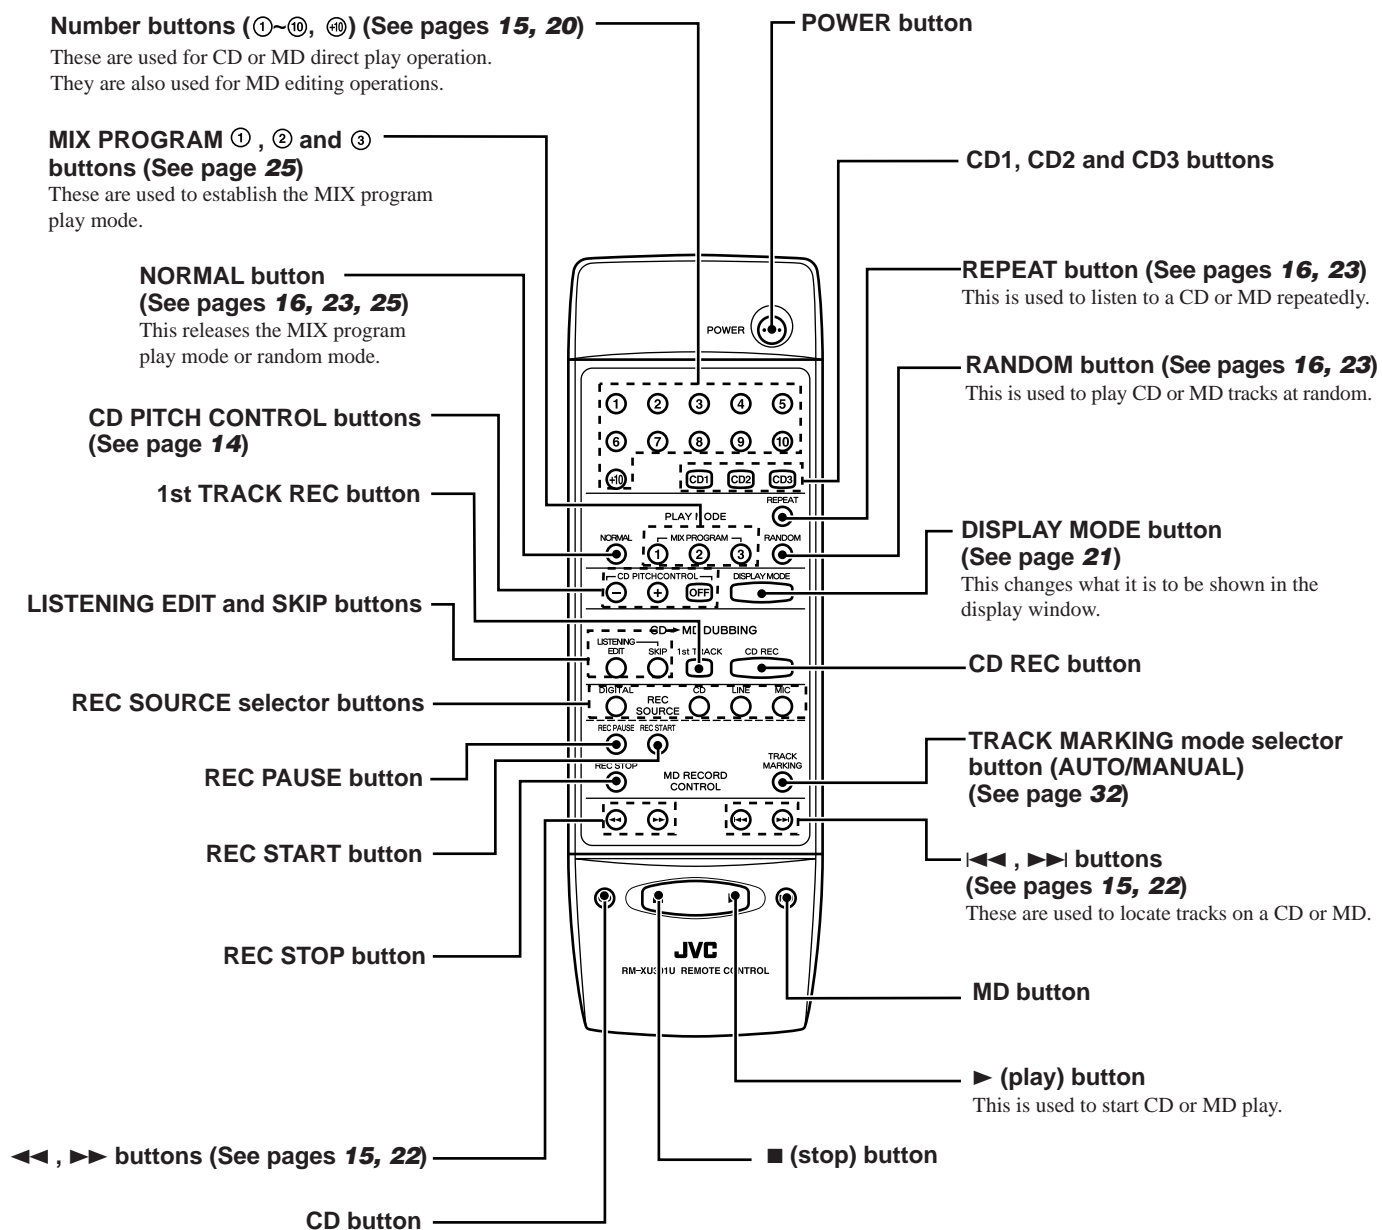 Number buttons (①~⑩, +10) (See pages 15, 20)
These are used for CD or MD direct play operation.
They are also used for MD editing operations.
MIX PROGRAM ① , ② and ③
buttons (See page 25)
These are used to establish the MIX program
play mode.
NORMAL button
(See pages 16, 23, 25)
This releases the MIX program
play mode or random mode.
CD PITCH CONTROL buttons
(See page 14)
1st TRACK REC button
LISTENING EDIT and SKIP buttons
REC SOURCE selector buttons
REC PAUSE button
REC START button
REC STOP button
◄◄ , ►► buttons (See pages 15, 22)
CD button
POWER button
CD1, CD2 and CD3 buttons
REPEAT button (See pages 16, 23)
This is used to listen to a CD or MD repeatedly.
RANDOM button (See pages 16, 23)
This is used to play CD or MD tracks at random.
DISPLAY MODE button
(See page 21)
This changes what it is to be shown in the
display window.
CD REC button
TRACK MARKING mode selector
button (AUTO/MANUAL)
(See page 32)
|◄◄ , ►►| buttons
(See pages 15, 22)
These are used to locate tracks on a CD or MD.
MD button
► (play) button
This is used to start CD or MD play.
■ (stop) button
POWER
1 2 3 4 5
6 7 8 9 10
+10 CD1 CD2 CD3
REPEAT
PLAY MODE
NORMAL MIX PROGRAM RANDOM
1 2 3
CD PITCHCONTROL DISPLAY MODE
− + OFF
CD → MD DUBBING
LISTENING
EDIT SKIP 1st TRACK CD REC
DIGITAL CD LINE MIC
REC
SOURCE
REC PAUSE REC START
REC STOP
TRACK
MARKING
MD RECORD
CONTROL
◄◄ ►► |◄◄ ►►|
JVC
RM-XU301U REMOTE CONTROL